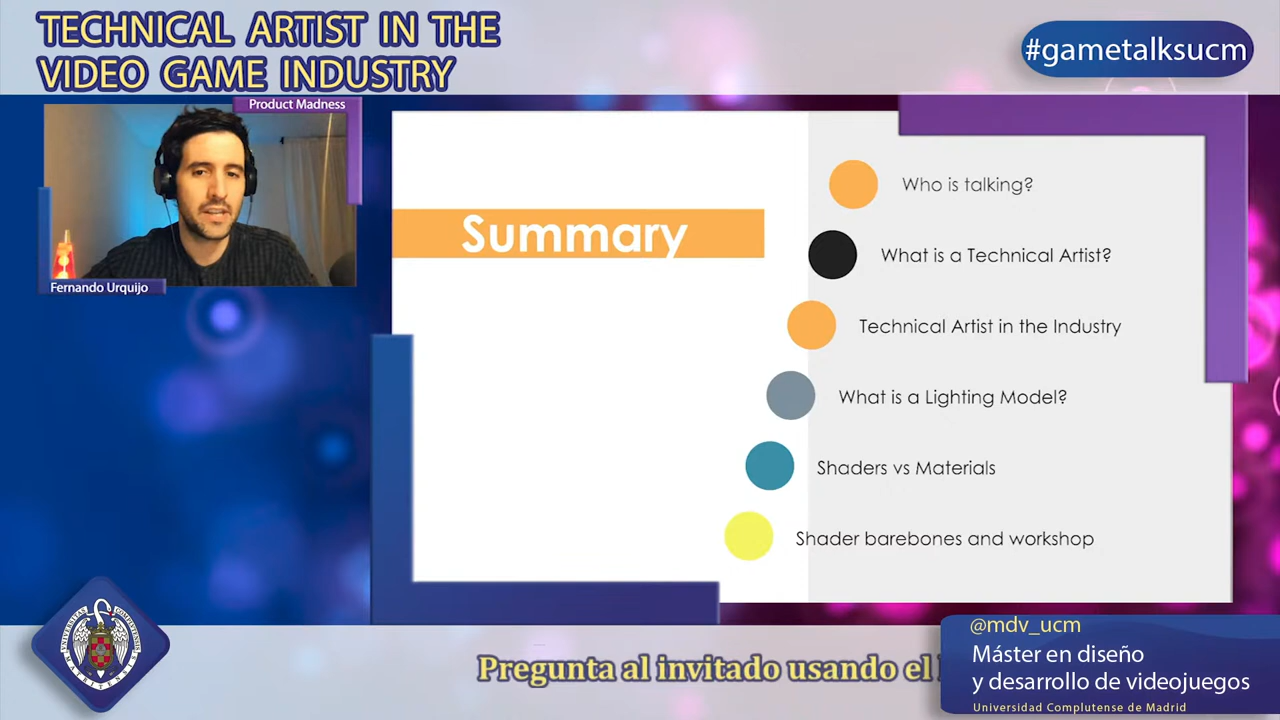 TECHNICAL ARTIST IN THE
VIDEO GAME INDUSTRY
#gametalksucm
Product Madness
Fernando Urquijo
Summary
Who is talking?
What is a Technical Artist?
Technical Artist in the Industry
What is a Lighting Model?
Shaders vs Materials
Shader barebones and workshop
Pregunta al invitado usando el
@mdv_ucm
Máster en diseño
y desarrollo de videojuegos
Universidad Complutense de Madrid